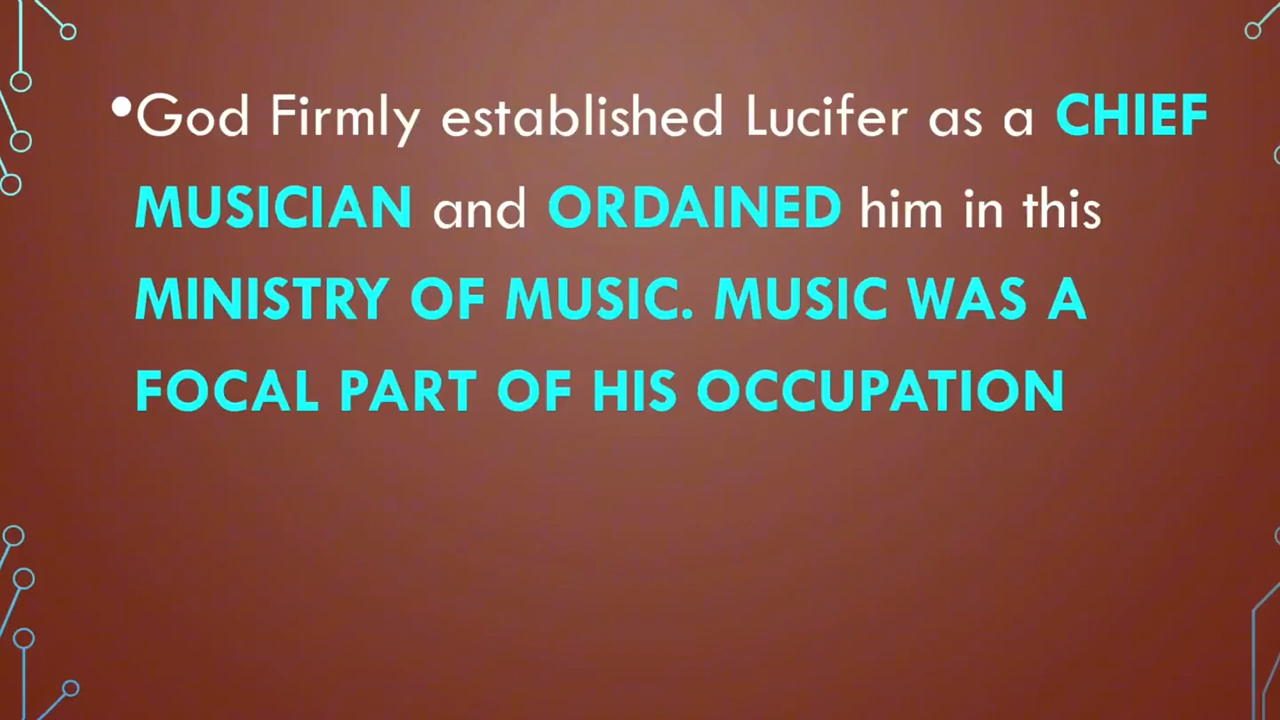 •God Firmly established Lucifer as a CHIEF
MUSICIAN and ORDAINED him in this
MINISTRY OF MUSIC. MUSIC WAS A
FOCAL PART OF HIS OCCUPATION